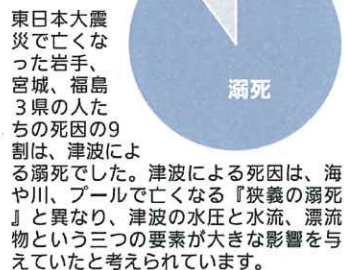 東日本大震
災で亡くな
った岩手、
宮城、福島
３県の人た
ちの死因の9
割は、津波によ
る溺死でした。津波による死因は、海
や川、プールで亡くなる『狭義の溺死
』と異なり、津波の水圧と水流、漂流
物という三つの要素が大きな影響を与
えていたと考えられています。
溺死